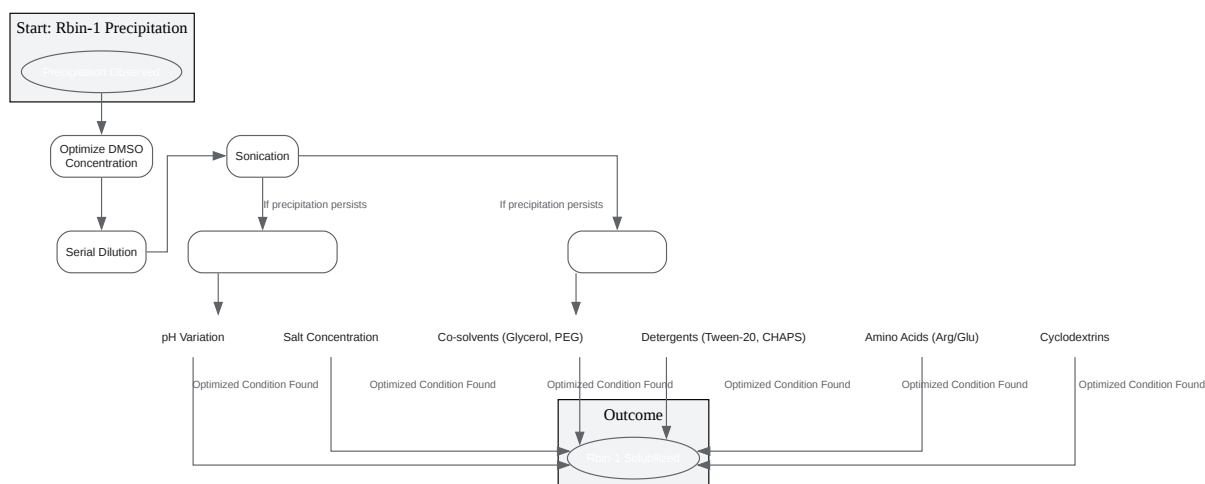 Start: Rbin-1 Precipitation
Precipitation Observed
Optimize DMSO
Concentration
Sonication
If precipitation persists
If precipitation persists
Serial Dilution
pH Variation
Salt Concentration
Co-solvents (Glycerol, PEG)
Detergents (Tween-20, CHAPS)
Amino Acids (Arg/Glu)
Cyclodextrins
Optimized Condition Found
Optimized Condition Found
Optimized Condition Found
Optimized Condition Found
Optimized Condition Found
Optimized Condition Found
Outcome
Rbin-1 Solubilized